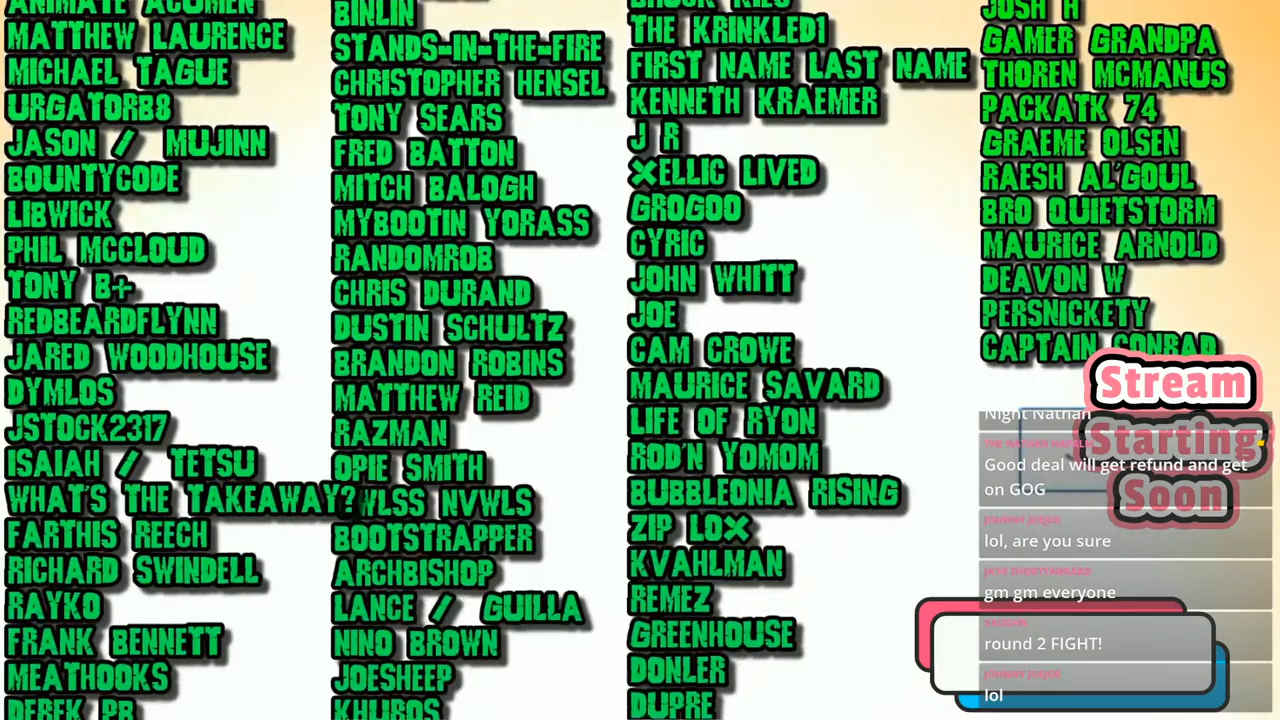 ANIMATE ACUMEN
MATTHEW LAURENCE
MICHAEL TAGUE
URGATOR88
JASON / MUJINN
BOUNTYCODE
LIBWICK
PHIL MCCLOUD
TONY B+
REDBEARDFLYNN
JARED WOODHOUSE
DYMLOS
JSTOCK2317
ISAIAH / TETSU
WHAT'S THE TAKEAWAY?
FARTHIS REECH
RICHARD SWINDELL
RAYKO
FRANK BENNETT
MEATHOOKS
DEREK PB
BINLIN
STANDS-IN-THE-FIRE
CHRISTOPHER HENSEL
TONY SEARS
FRED BATTON
MITCH BALOGH
MYBOOTIN YORASS
RANDOMROB
CHRIS DURAND
DUSTIN SCHULTZ
BRANDON ROBINS
MATTHEW REID
RAZMAN
OPIE SMITH
WLSS NVWLS
BOOTSTRAPPER
ARCHBISHOP
LANCE / GUILLA
NINO BROWN
JOESHEEP
KHUROS
THE KRINKLED1
FIRST NAME LAST NAME
KENNETH KRAEMER
J R
XELLIC LIVED
GROGOO
CYRIC
JOHN WHITT
JOE
CAM CROWE
MAURICE SAVARD
LIFE OF RYON
ROD'N YOMOM
BUBBLEONIA RISING
ZIP LOX
KVAHLMAN
REMEZ
GREENHOUSE
DONLER
DUPRE
JOSH H
GAMER GRANDPA
THOREN MCMANUS
PACKATK 74
GRAEME OLSEN
RAESH AL'GOUL
BRO QUIETSTORM
MAURICE ARNOLD
DEAVON W
PERSNICKETY
CAPTAIN CONRAD
Stream
Starting
Soon
Night Nathan
Good deal will get refund and get
on GOG
lol, are you sure
gm gm everyone
round 2 FIGHT!
lol